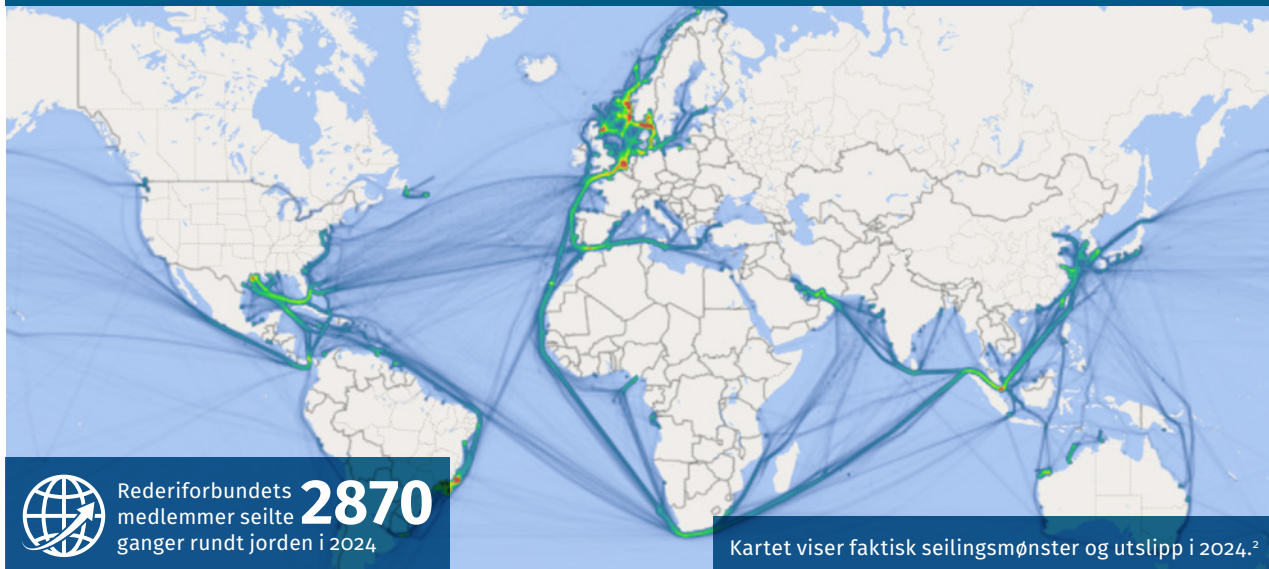 Rederiforbundets
medlemmer seilte 2870
ganger rundt jorden i 2024
Kartet viser faktisk seilingsmønster og utslipp i 2024.²